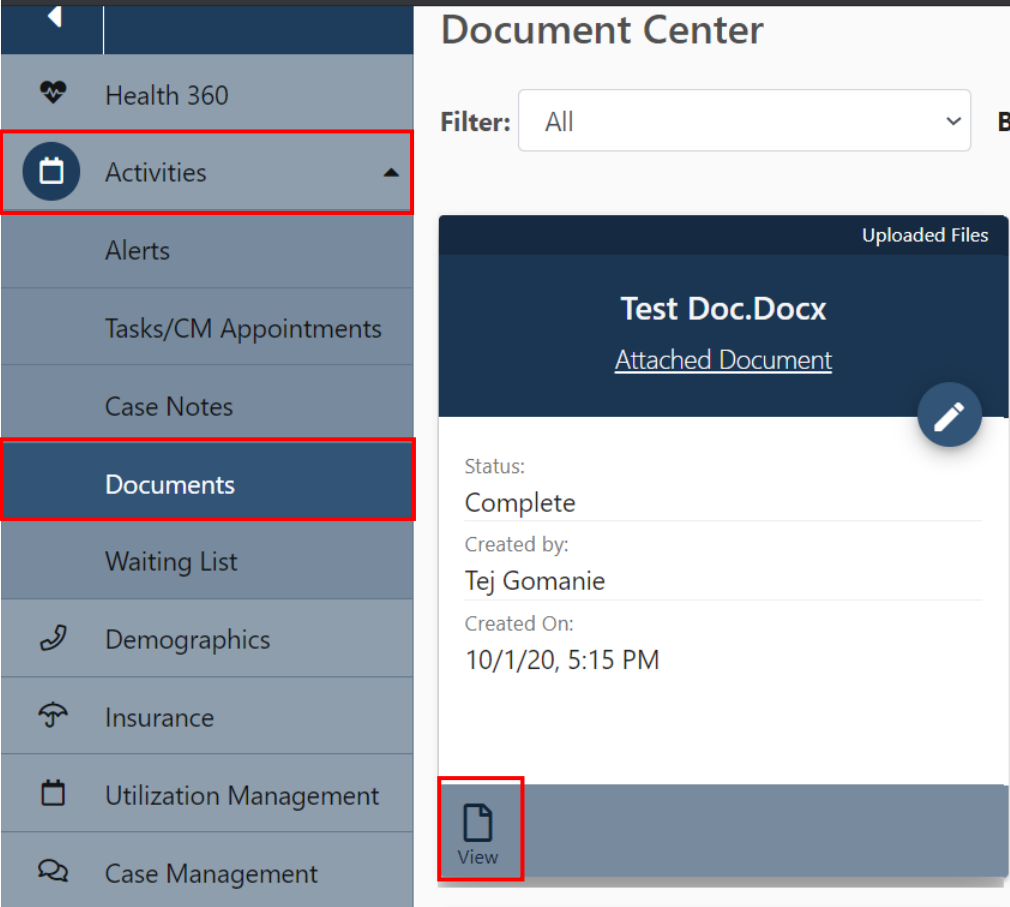 Document Center
Health 360
Activities
Alerts
Tasks/CM Appointments
Case Notes
Documents
Waiting List
Demographics
Insurance
Utilization Management
Case Management
Filter: All
B
Uploaded Files
Test Doc.Docx
Attached Document
Status:
Complete
Created by:
Tej Gomanie
Created On:
10/1/20, 5:15 PM
View